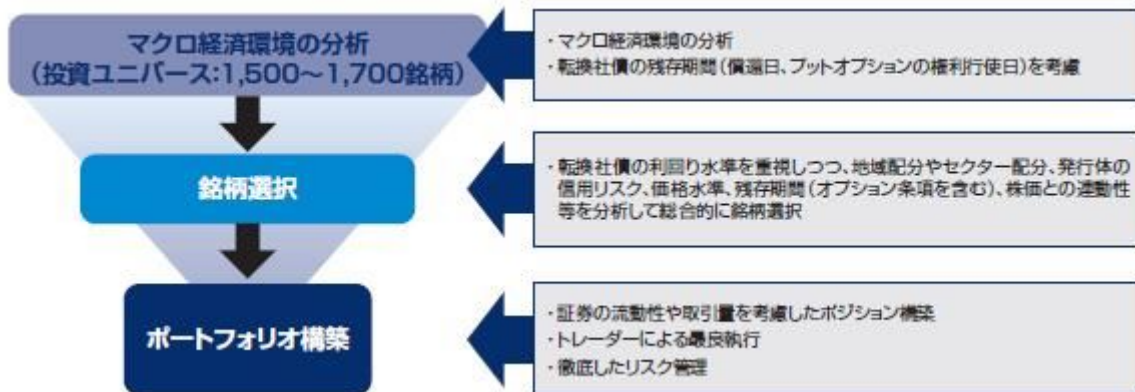 マクロ経済環境の分析
（投資ユニバース:1,500～1,700銘柄）
・マクロ経済環境の分析
・転換社債の残存期間（償還日、プットオプションの権利行使日）を考慮
銘柄選択
・転換社債の利回り水準を重視しつつ、地域配分やセクター配分、発行体の
信用リスク、価格水準、残存期間（オプション条項を含む）、株価との連動性
等を分析して総合的に銘柄選択
ポートフォリオ構築
・証券の流動性や取引量を考慮したポジション構築
・トレーダーによる最良執行
・徹底したリスク管理